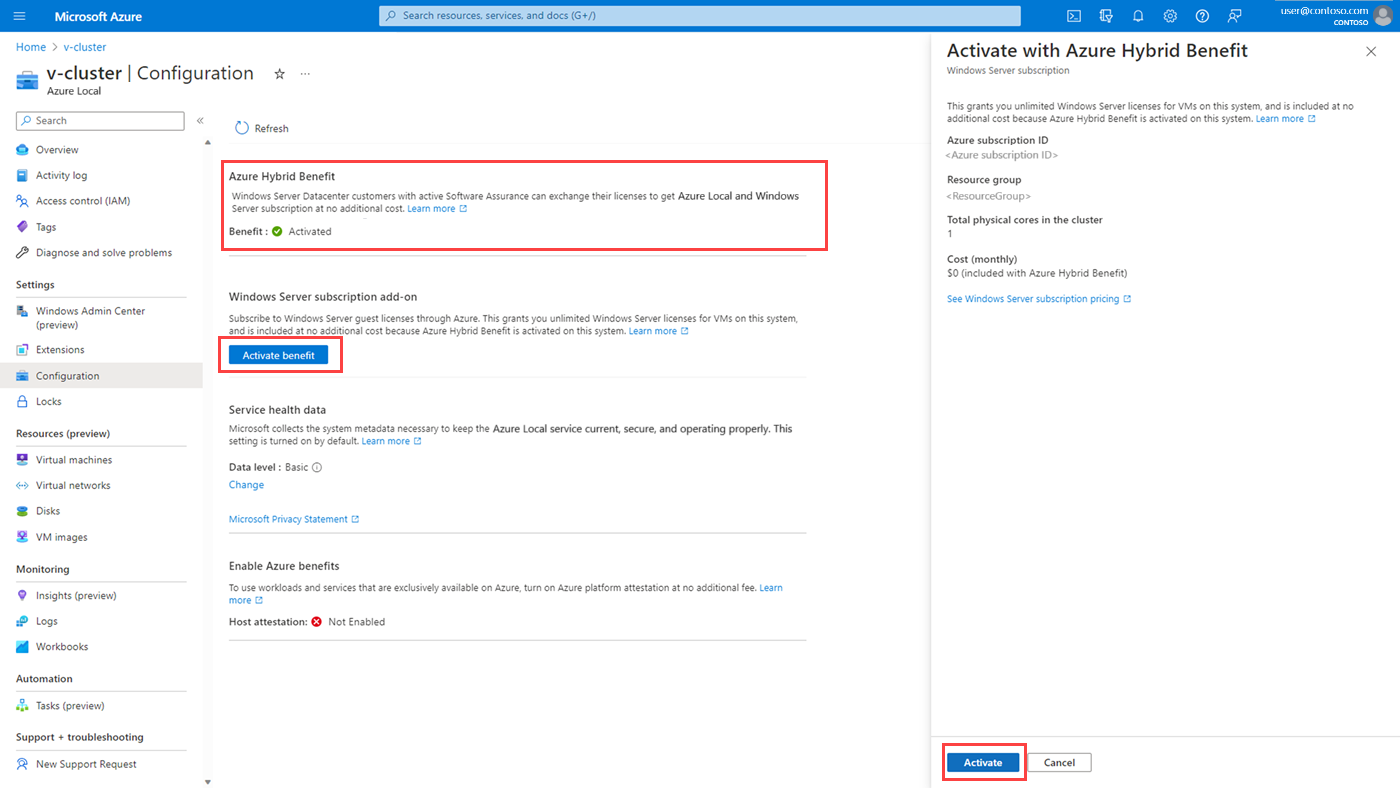 Microsoft Azure
Search resources, services, and docs (G+/)
user@contoso.com
CONTOSO
Home > v-cluster
v-cluster | Configuration
Azure Local
Search
Overview
Activity log
Access control (IAM)
Tags
Diagnose and solve problems
Settings
Windows Admin Center
(preview)
Extensions
Configuration
Locks
Resources (preview)
Virtual machines
Virtual networks
Disks
VM images
Monitoring
Insights (preview)
Logs
Workbooks
Automation
Tasks (preview)
Support + troubleshooting
New Support Request
Refresh
Azure Hybrid Benefit
Windows Server Datacenter customers with active Software Assurance can exchange their licenses to get Azure Local and Windows
Server subscription at no additional cost. Learn more
Benefit : Activated
Windows Server subscription add-on
Subscribe to Windows Server guest licenses through Azure. This grants you unlimited Windows Server licenses for VMs on this system,
and is included at no additional cost because Azure Hybrid Benefit is activated on this system. Learn more
Activate benefit
Service health data
Microsoft collects the system metadata necessary to keep the Azure Local service current, secure, and operating properly. This
setting is turned on by default. Learn more
Data level : Basic
Change
Microsoft Privacy Statement
Enable Azure benefits
To use workloads and services that are exclusively available on Azure, turn on Azure platform attestation at no additional fee. Learn
more
Host attestation: Not Enabled
Activate with Azure Hybrid Benefit
Windows Server subscription
This grants you unlimited Windows Server licenses for VMs on this system, and is included at no
additional cost because Azure Hybrid Benefit is activated on this system. Learn more
Azure subscription ID
<Azure subscription ID>
Resource group
<ResourceGroup>
Total physical cores in the cluster
1
Cost (monthly)
$0 (included with Azure Hybrid Benefit)
See Windows Server subscription pricing
Activate
Cancel